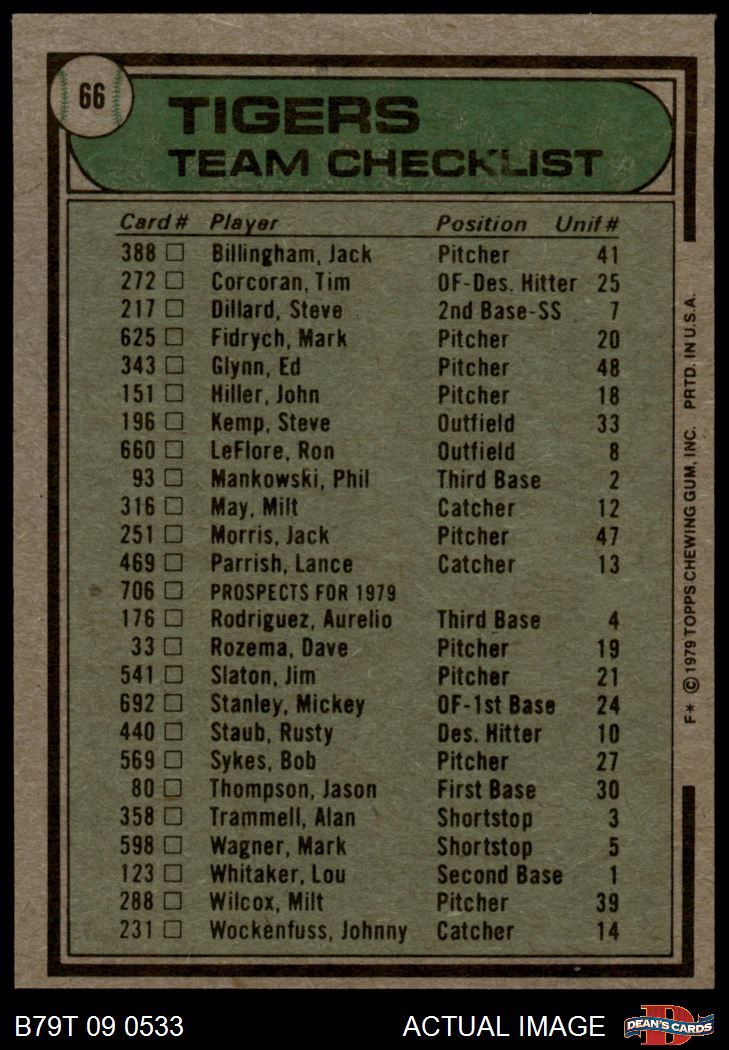 66
TIGERS
TEAM CHECKLIST
Card # Player Position Unif #
388 □ Billingham, Jack Pitcher 41
272 □ Corcoran, Tim OF-Des. Hitter 25
217 □ Dillard, Steve 2nd Base-SS 7
625 □ Fidrych, Mark Pitcher 20
343 □ Glynn, Ed Pitcher 48
151 □ Hiller, John Pitcher 18
196 □ Kemp, Steve Outfield 33
660 □ LeFlore, Ron Outfield 8
93 □ Mankowski, Phil Third Base 2
316 □ May, Milt Catcher 12
251 □ Morris, Jack Pitcher 47
469 □ Parrish, Lance Catcher 13
706 □ PROSPECTS FOR 1979
176 □ Rodriguez, Aurelio Third Base 4
33 □ Rozema, Dave Pitcher 19
541 □ Slaton, Jim Pitcher 21
692 □ Stanley, Mickey OF-1st Base 24
440 □ Staub, Rusty Des. Hitter 10
569 □ Sykes, Bob Pitcher 27
80 □ Thompson, Jason First Base 30
358 □ Trammell, Alan Shortstop 3
598 □ Wagner, Mark Shortstop 5
123 □ Whitaker, Lou Second Base 1
288 □ Wilcox, Milt Pitcher 39
231 □ Wockenfuss, Johnny Catcher 14
F* © 1979 TOPPS CHEWING GUM, INC. PRTD. IN U.S.A.
B79T 09 0533 ACTUAL IMAGE
D
DEAN'S CARDS